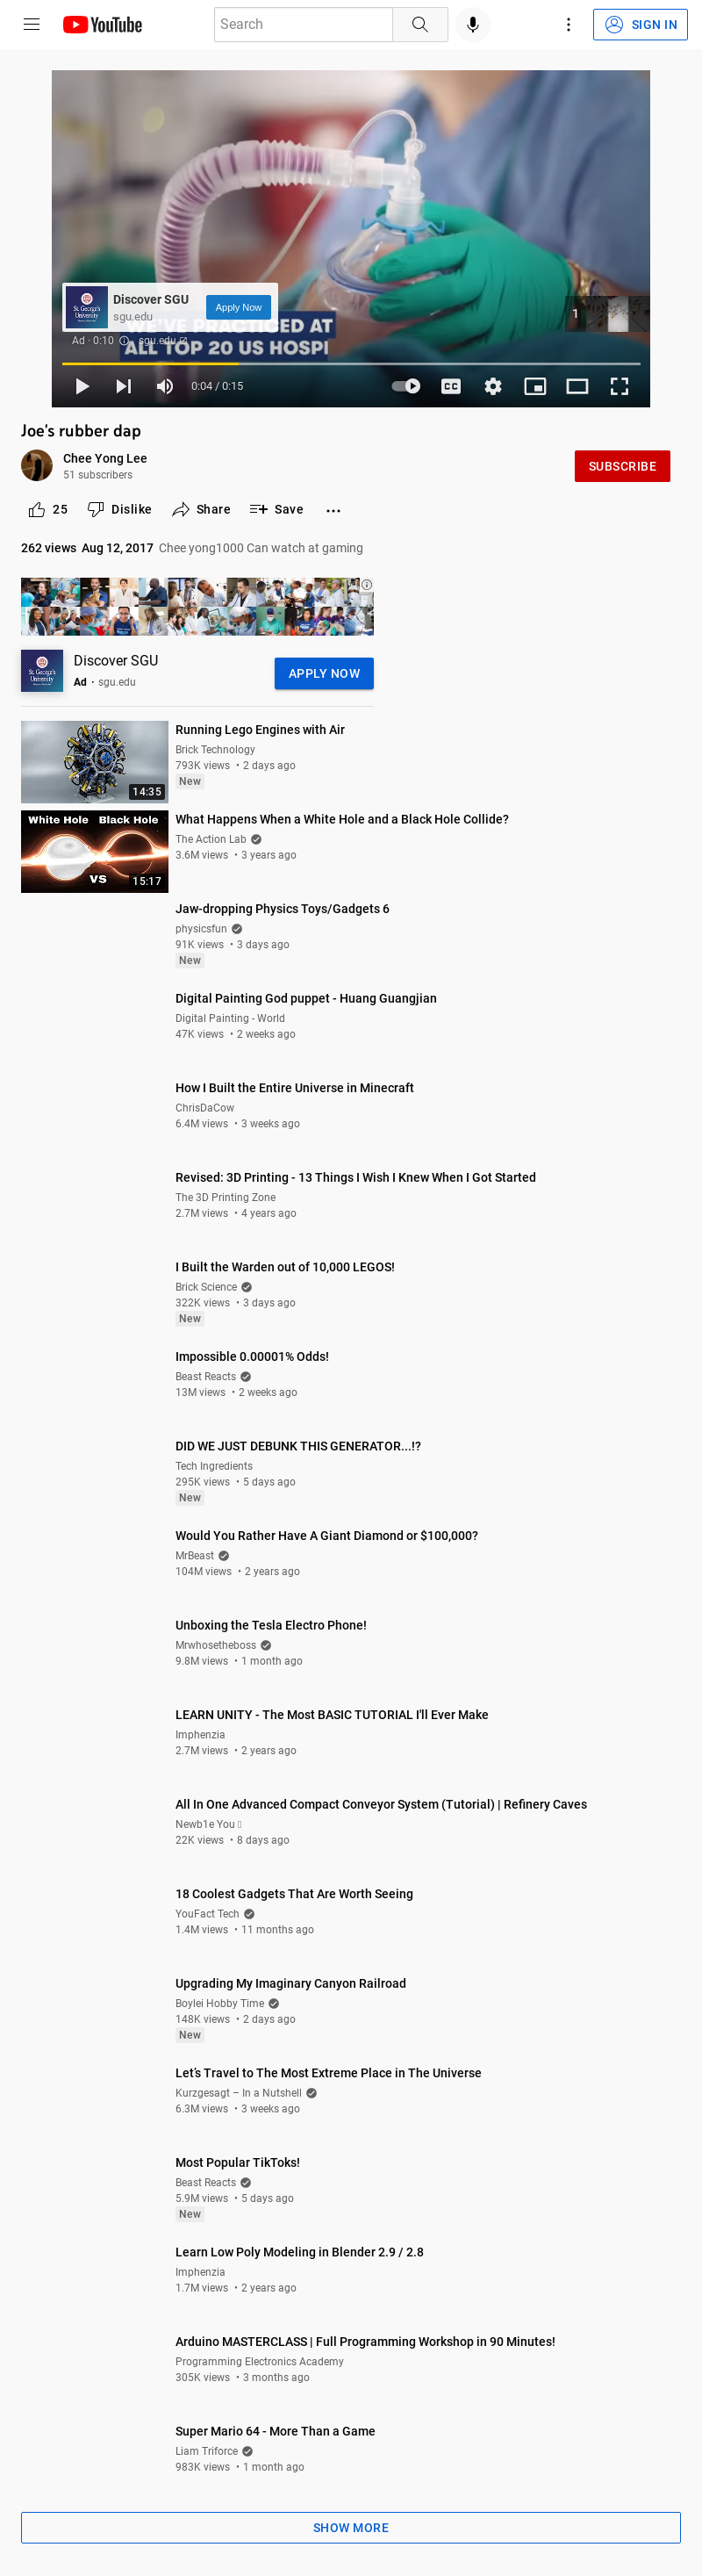 YouTube
Search
SIGN IN
Discover SGU
sgu.edu
Apply Now
WE'VE PRACTICED AT
ALL TOP 20 US HOSPI
Ad · 0:10 sgu.edu
1
0:04 / 0:15
CC
Joe's rubber dap
Chee Yong Lee
51 subscribers
SUBSCRIBE
25 Dislike Share Save
262 views Aug 12, 2017 Chee yong1000 Can watch at gaming
St. George's University
Discover SGU
Ad · sgu.edu
APPLY NOW
Running Lego Engines with Air
Brick Technology
793K views • 2 days ago
New
14:35
White Hole Black Hole
VS
15:17
What Happens When a White Hole and a Black Hole Collide?
The Action Lab
3.6M views • 3 years ago
Jaw-dropping Physics Toys/Gadgets 6
physicsfun
91K views • 3 days ago
New
Digital Painting God puppet - Huang Guangjian
Digital Painting - World
47K views • 2 weeks ago
How I Built the Entire Universe in Minecraft
ChrisDaCow
6.4M views • 3 weeks ago
Revised: 3D Printing - 13 Things I Wish I Knew When I Got Started
The 3D Printing Zone
2.7M views • 4 years ago
I Built the Warden out of 10,000 LEGOS!
Brick Science
322K views • 3 days ago
New
Impossible 0.00001% Odds!
Beast Reacts
13M views • 2 weeks ago
DID WE JUST DEBUNK THIS GENERATOR...!?
Tech Ingredients
295K views • 5 days ago
New
Would You Rather Have A Giant Diamond or $100,000?
MrBeast
104M views • 2 years ago
Unboxing the Tesla Electro Phone!
Mrwhosetheboss
9.8M views • 1 month ago
LEARN UNITY - The Most BASIC TUTORIAL I'll Ever Make
Imphenzia
2.7M views • 2 years ago
All In One Advanced Compact Conveyor System (Tutorial) | Refinery Caves
Newb1e You
22K views • 8 days ago
18 Coolest Gadgets That Are Worth Seeing
YouFact Tech
1.4M views • 11 months ago
Upgrading My Imaginary Canyon Railroad
Boylei Hobby Time
148K views • 2 days ago
New
Let’s Travel to The Most Extreme Place in The Universe
Kurzgesagt – In a Nutshell
6.3M views • 3 weeks ago
Most Popular TikToks!
Beast Reacts
5.9M views • 5 days ago
New
Learn Low Poly Modeling in Blender 2.9 / 2.8
Imphenzia
1.7M views • 2 years ago
Arduino MASTERCLASS | Full Programming Workshop in 90 Minutes!
Programming Electronics Academy
305K views • 3 months ago
Super Mario 64 - More Than a Game
Liam Triforce
983K views • 1 month ago
SHOW MORE